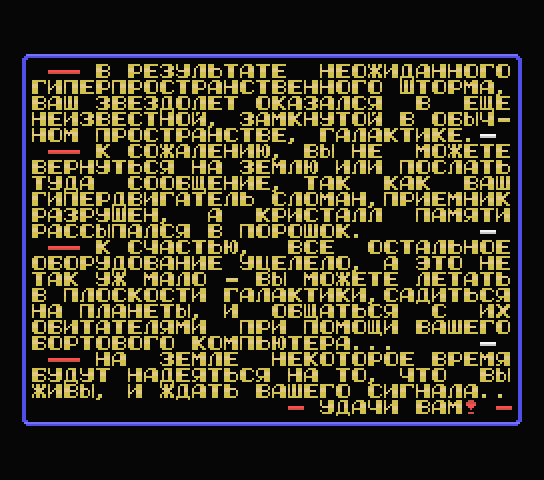 — В РЕЗУЛЬТАТЕ НЕОЖИДАННОГО
ГИПЕРПРОСТРАНСТВЕННОГО ШТОРМА,
ВАШ ЗВЕЗДОЛЕТ ОКАЗАЛСЯ В ЕЩЕ
НЕИЗВЕСТНОЙ, ЗАМКНУТОЙ В ОБЫЧ-
НОМ ПРОСТРАНСТВЕ, ГАЛАКТИКЕ. —
— К СОЖАЛЕНИЮ, ВЫ НЕ МОЖЕТЕ
ВЕРНУТЬСЯ НА ЗЕМЛЮ ИЛИ ПОСЛАТЬ
ТУДА СООБЩЕНИЕ, ТАК КАК ВАШ
ГИПЕРДВИГАТЕЛЬ СЛОМАН, ПРИЕМНИК
РАЗРУШЕН, А КРИСТАЛЛ ПАМЯТИ
РАССЫПАЛСЯ В ПОРОШОК. —
— К СЧАСТЬЮ, ВСЕ ОСТАЛЬНОЕ
ОБОРУДОВАНИЕ УЦЕЛЕЛО, А ЭТО НЕ
ТАК УЖ МАЛО - ВЫ МОЖЕТЕ ЛЕТАТЬ
В ПЛОСКОСТИ ГАЛАКТИКИ, САДИТЬСЯ
НА ПЛАНЕТЫ, И ОБЩАТЬСЯ С ИХ
ОБИТАТЕЛЯМИ ПРИ ПОМОЩИ ВАШЕГО
БОРТОВОГО КОМПЬЮТЕРА... —
— НА ЗЕМЛЕ НЕКОТОРОЕ ВРЕМЯ
БУДУТ НАДЕЯТЬСЯ НА ТО, ЧТО ВЫ
ЖИВЫ, И ЖДАТЬ ВАШЕГО СИГНАЛА..
— УДАЧИ ВАМ! —